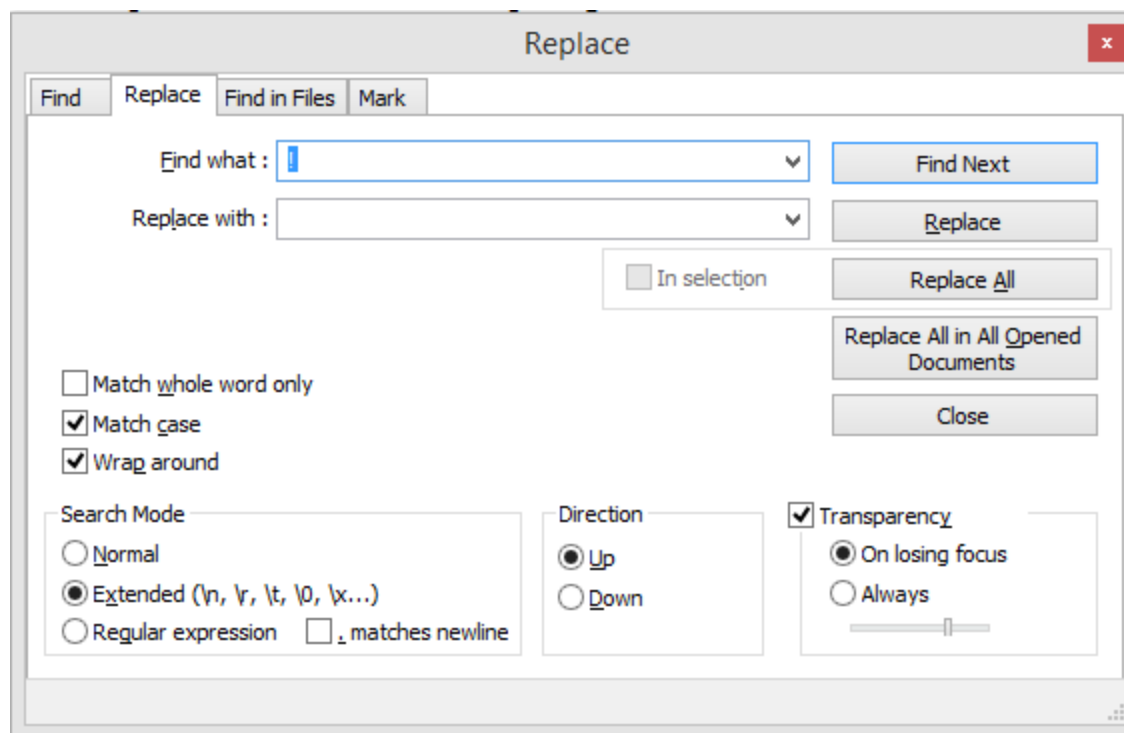 Replace
x
Find Replace Find in Files Mark
Find what : ! Find Next
Replace with : Replace
In selection Replace All
Replace All in All Opened
Documents
Match whole word only
Match case Close
Wrap around
Search Mode Direction Transparency
Normal Up On losing focus
Extended (\n, \r, \t, \0, \x...) Down Always
Regular expression . matches newline